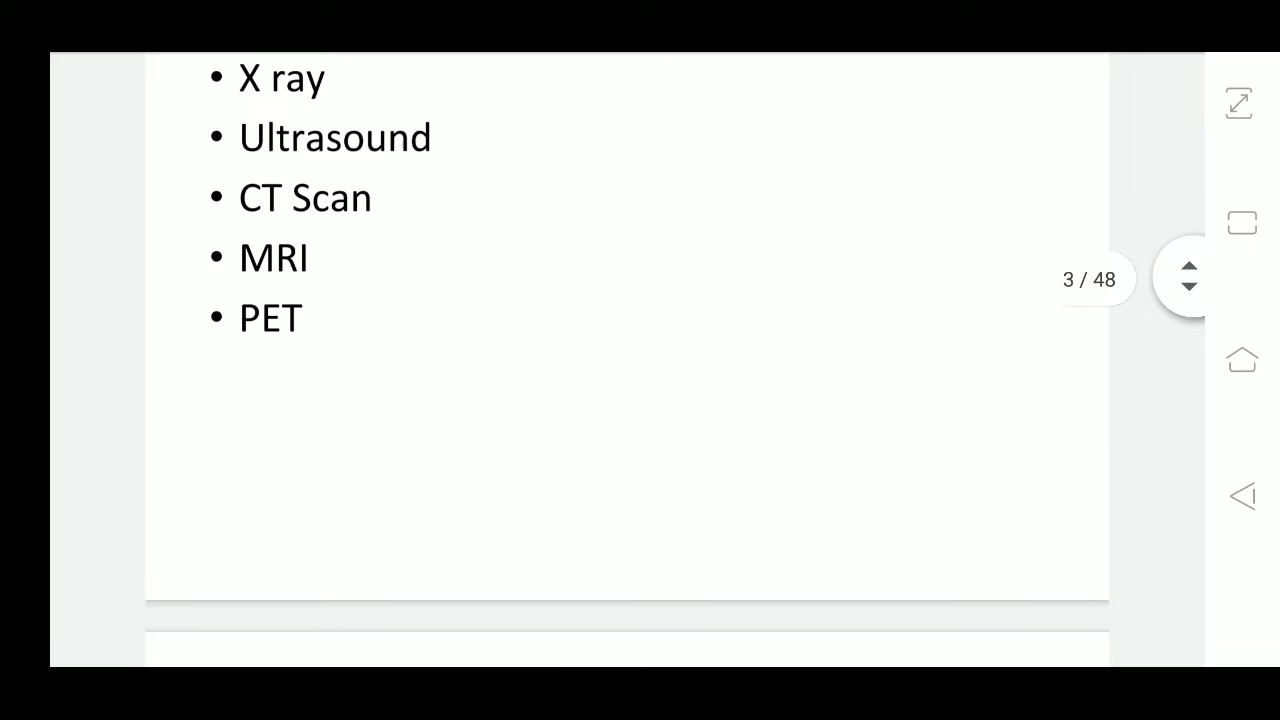 • X ray
• Ultrasound
• CT Scan
• MRI
• PET
3 / 48